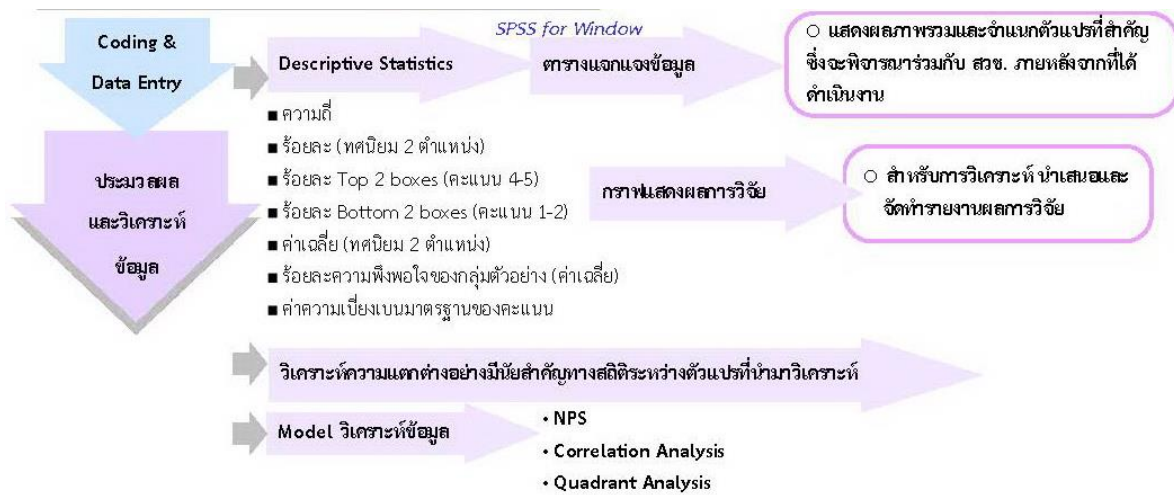 Coding &
Data Entry
ประมวลผล
และวิเคราะห์
ข้อมูล
SPSS for Window
Descriptive Statistics
■ ความถี่
■ ร้อยละ (ทศนิยม 2 ตำแหน่ง)
■ ร้อยละ Top 2 boxes (คะแนน 4-5)
■ ร้อยละ Bottom 2 boxes (คะแนน 1-2)
■ ค่าเฉลี่ย (ทศนิยม 2 ตำแหน่ง)
■ ร้อยละความพึงพอใจของกลุ่มตัวอย่าง (ค่าเฉลี่ย)
■ ค่าความเบี่ยงเบนมาตรฐานของคะแนน
ตารางแจกแจงข้อมูล
○ แสดงผลภาพรวมและจำแนกตัวแปรที่สำคัญ
ซึ่งจะพิจารณาร่วมกับ สวช. ภายหลังจากที่ได้
ดำเนินงาน
กราฟแสดงผลการวิจัย
○ สำหรับการวิเคราะห์ นำเสนอและ
จัดทำรายงานผลการวิจัย
วิเคราะห์ความแตกต่างอย่างมีนัยสำคัญทางสถิติระหว่างตัวแปรที่นำมาวิเคราะห์
Model วิเคราะห์ข้อมูล
• NPS
• Correlation Analysis
• Quadrant Analysis